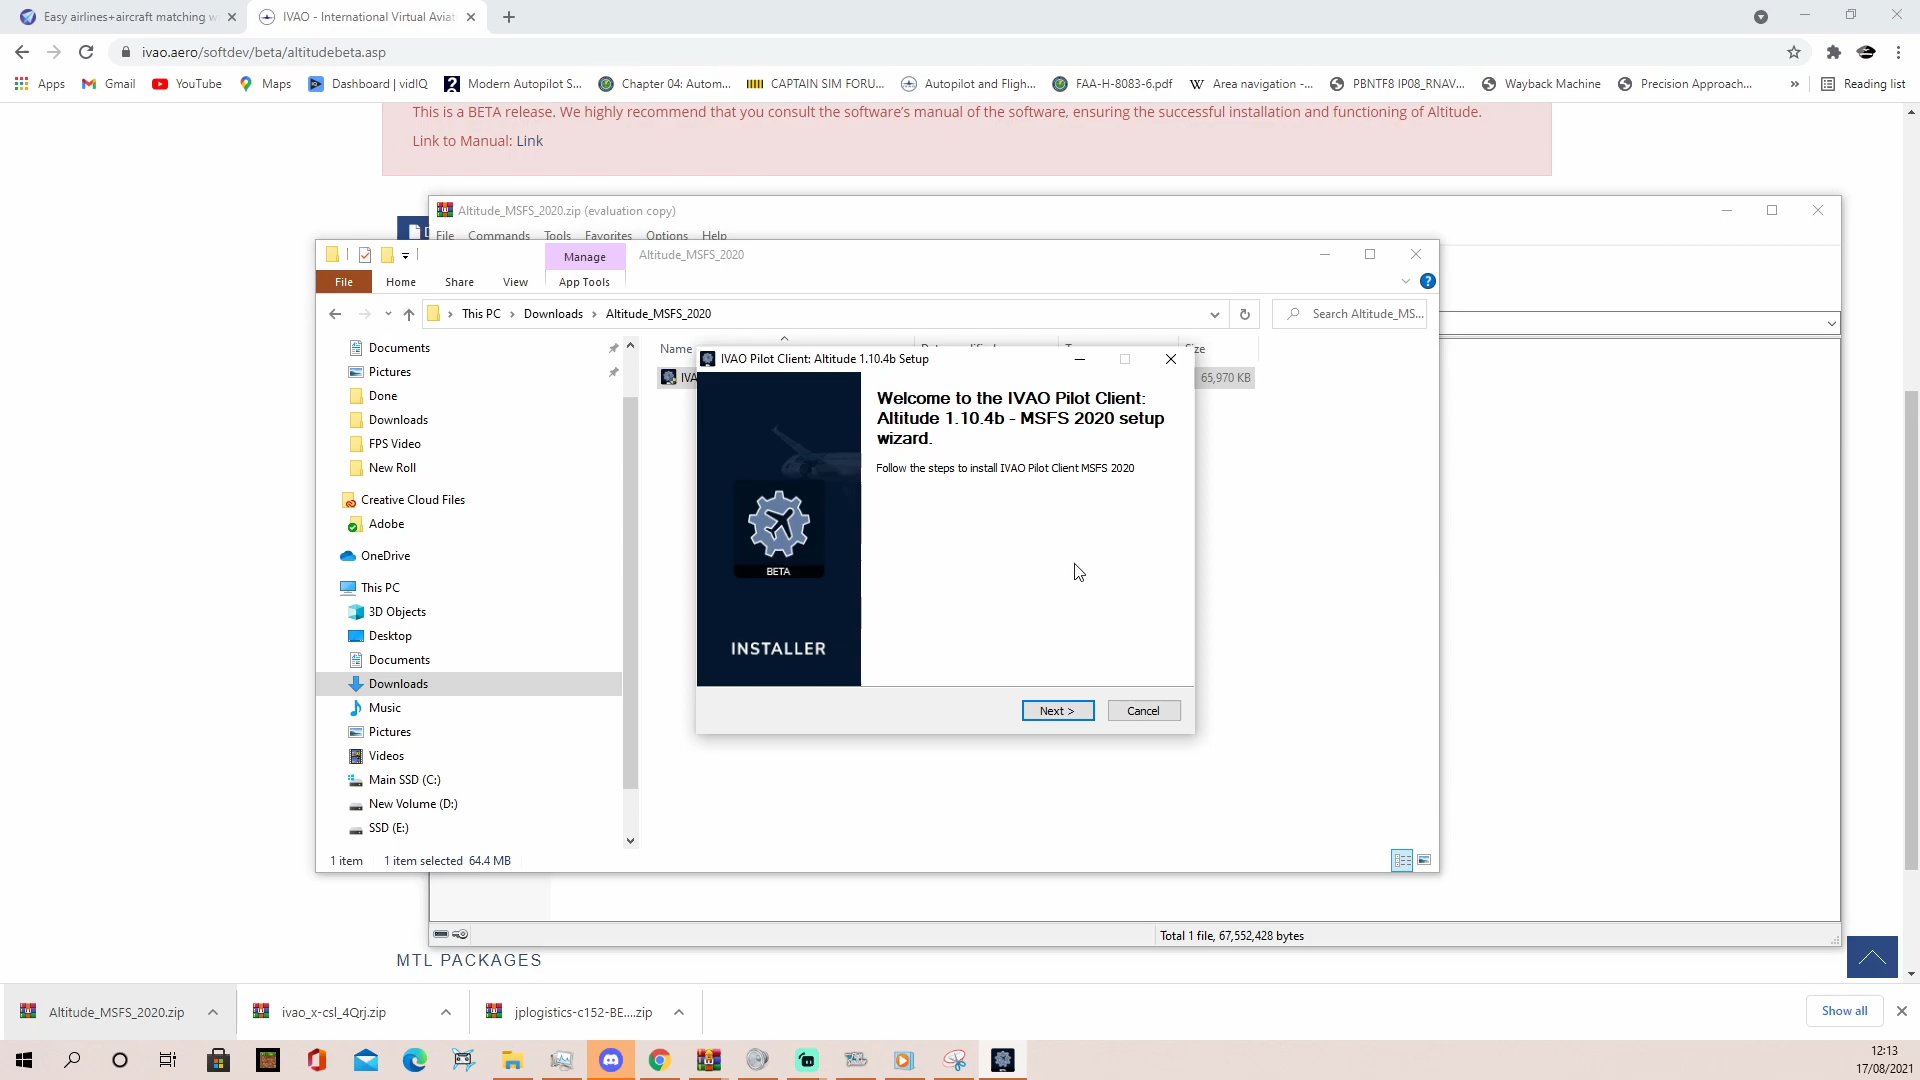 Easy airlines+aircraft matching w
IVAO - International Virtual Aviat
ivao.aero/softdev/beta/altitudebeta.asp
Apps
Gmail
YouTube
Maps
Dashboard | vidIQ
Modern Autopilot S...
Chapter 04: Autom...
CAPTAIN SIM FORU...
Autopilot and Fligh...
FAA-H-8083-6.pdf
Area navigation -...
PBNTF8 IP08_RNAV...
Wayback Machine
Precision Approach...
»
Reading list
This is a BETA release. We highly recommend that you consult the software's manual of the software, ensuring the successful installation and functioning of Altitude.
Link to Manual: Link
Altitude_MSFS_2020.zip (evaluation copy)
File Commands Tools Favorites Options Help
Manage
Altitude_MSFS_2020
File
Home
Share
View
App Tools
This PC > Downloads > Altitude_MSFS_2020
Search Altitude_MS...
Documents
Pictures
Done
Downloads
FPS Video
New Roll
Creative Cloud Files
Adobe
OneDrive
This PC
3D Objects
Desktop
Documents
Downloads
Music
Pictures
Videos
Main SSD (C:)
New Volume (D:)
SSD (E:)
Name
IVA
65,970 KB
IVAO Pilot Client: Altitude 1.10.4b Setup
Welcome to the IVAO Pilot Client:
Altitude 1.10.4b - MSFS 2020 setup
wizard.
Follow the steps to install IVAO Pilot Client MSFS 2020
BETA
INSTALLER
Next >
Cancel
1 item
1 item selected 64.4 MB
Total 1 file, 67,552,428 bytes
MTL PACKAGES
Altitude_MSFS_2020.zip
ivao_x-csl_4Qrj.zip
jplogistics-c152-BE....zip
Show all
12:13
17/08/2021